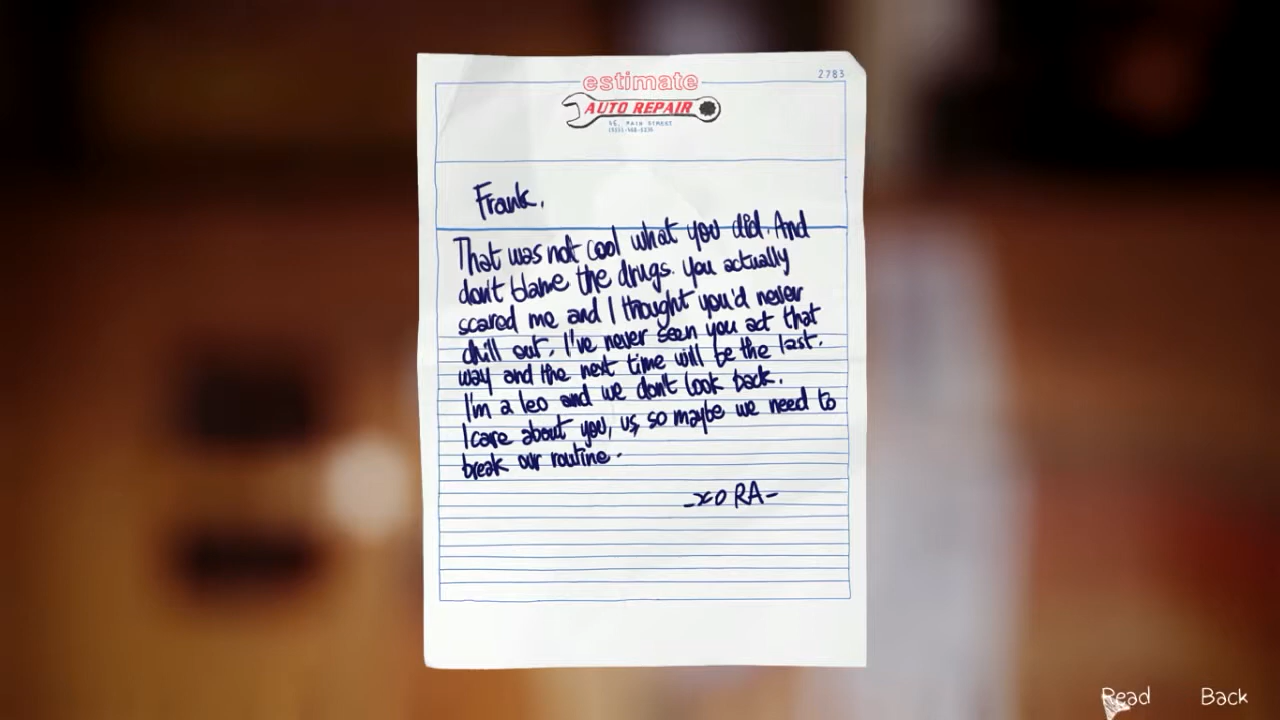 2783
estimate
AUTO REPAIR
MAIN STREET
Frank,
That was not cool what you did. And
don't blame the drugs. You actually
scared me and I thought you'd never
chill out. I've never seen you act that
way and the next time will be the last.
I'm a leo and we don't look back.
I care about you, us, so maybe we need to
break our routine.
-xo RA-
Read
Back